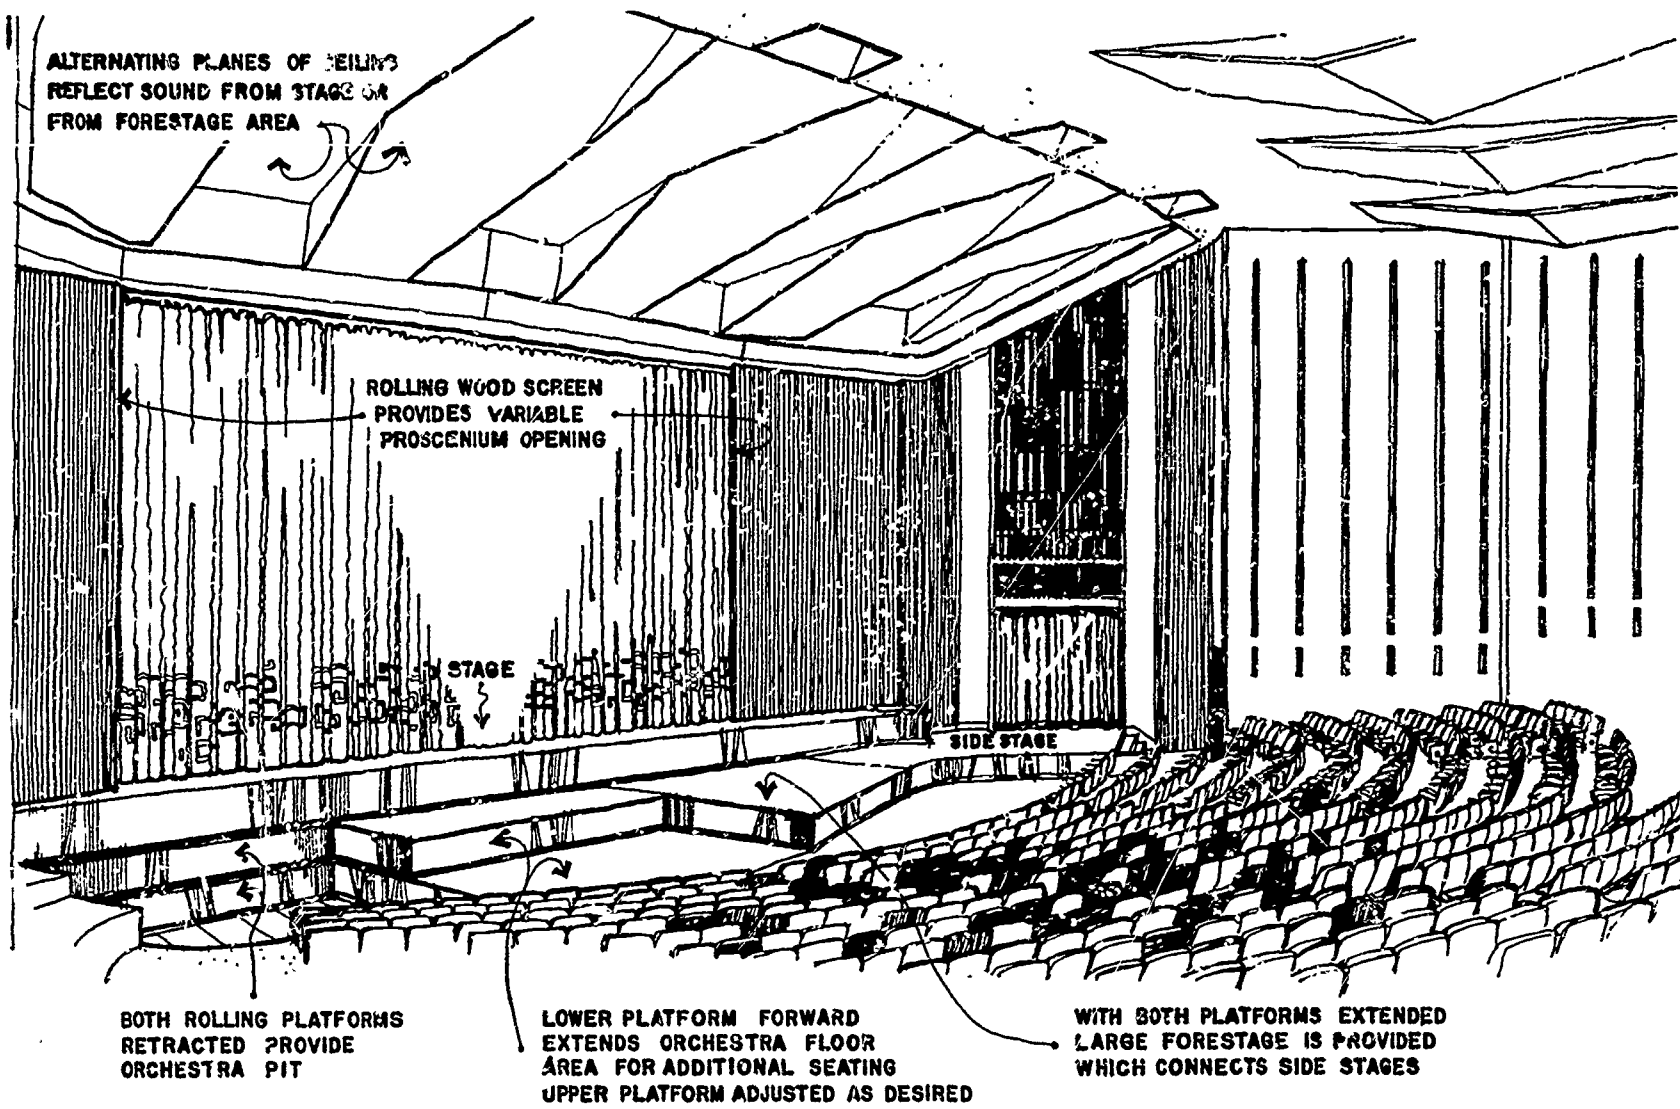 ALTERNATING PLANES OF CEILING
REFLECT SOUND FROM STAGE OR
FROM FORESTAGE AREA
ROLLING WOOD SCREEN
PROVIDES VARIABLE
PROSCENIUM OPENING
STAGE
SIDE STAGE
BOTH ROLLING PLATFORMS
RETRACTED PROVIDE
ORCHESTRA PIT
LOWER PLATFORM FORWARD
EXTENDS ORCHESTRA FLOOR
AREA FOR ADDITIONAL SEATING
UPPER PLATFORM ADJUSTED AS DESIRED
WITH BOTH PLATFORMS EXTENDED
LARGE FORESTAGE IS PROVIDED
WHICH CONNECTS SIDE STAGES